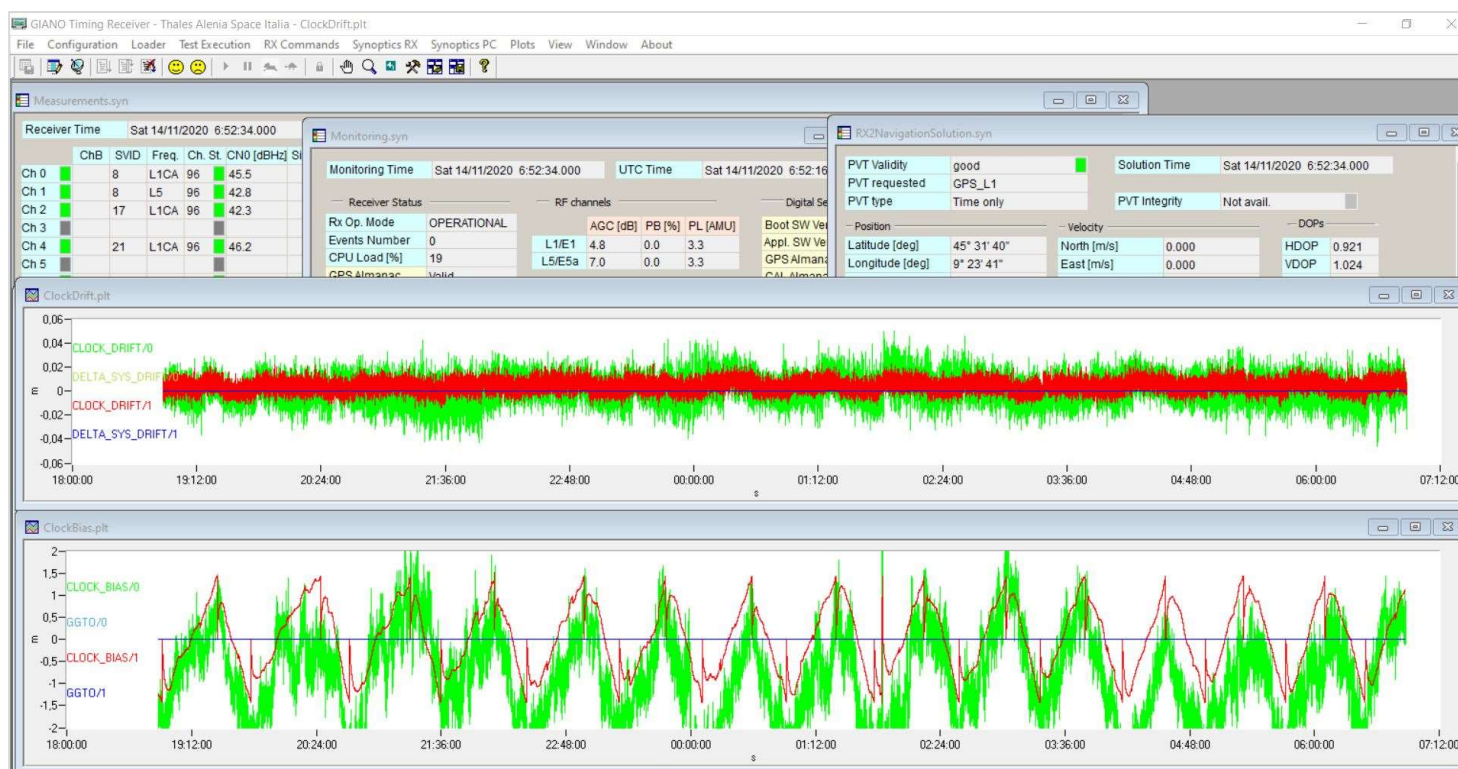 GIANO Timing Receiver - Thales Alenia Space Italia - ClockDrift.plt
File Configuration Loader Test Execution RX Commands Synoptics RX Synoptics PC Plots View Window About
Measurements.syn
Receiver Time Sat 14/11/2020 6:52:34.000
ChB SVID Freq. Ch. St. CN0 [dBHz]
Ch 0 8 L1CA 96 45.5
Ch 1 8 L5 96 42.8
Ch 2 17 L1CA 96 42.3
Ch 3
Ch 4 21 L1CA 96 46.2
Ch 5
Monitoring.syn
Monitoring Time Sat 14/11/2020 6:52:34.000 UTC Time Sat 14/11/2020 6:52:16
Receiver Status RF channels Digital Se
Rx Op. Mode OPERATIONAL AGC [dB] PB [%] PL [AMU] Boot SW Ver
Events Number 0 L1/E1 4.8 0.0 3.3 Appl. SW Ve
CPU Load [%] 19 L5/E5a 7.0 0.0 3.3 GPS Almana
GPS Almanac Valid
RX2NavigationSolution.syn
PVT Validity good Solution Time Sat 14/11/2020 6:52:34.000
PVT requested GPS_L1
PVT type Time only PVT Integrity Not avail.
Position Velocity DOPs
Latitude [deg] 45° 31' 40" North [m/s] 0.000 HDOP 0.921
Longitude [deg] 9° 23' 41" East [m/s] 0.000 VDOP 1.024
ClockDrift.plt
0,06
0,04
CLOCK_DRIFT/0
0,02
DELTA_SYS_DRIFT/0
m
0
CLOCK_DRIFT/1
-0,02
DELTA_SYS_DRIFT/1
-0,04
-0,06
18:00:00 19:12:00 20:24:00 21:36:00 22:48:00 00:00:00 01:12:00 02:24:00 03:36:00 04:48:00 06:00:00 07:12:00
s
ClockBias.plt
2
1,5
CLOCK_BIAS/0
1
0,5
GGTO/0
m
0
CLOCK_BIAS/1
-0,5
-1
GGTO/1
-1,5
-2
18:00:00 19:12:00 20:24:00 21:36:00 22:48:00 00:00:00 01:12:00 02:24:00 03:36:00 04:48:00 06:00:00 07:12:00
s